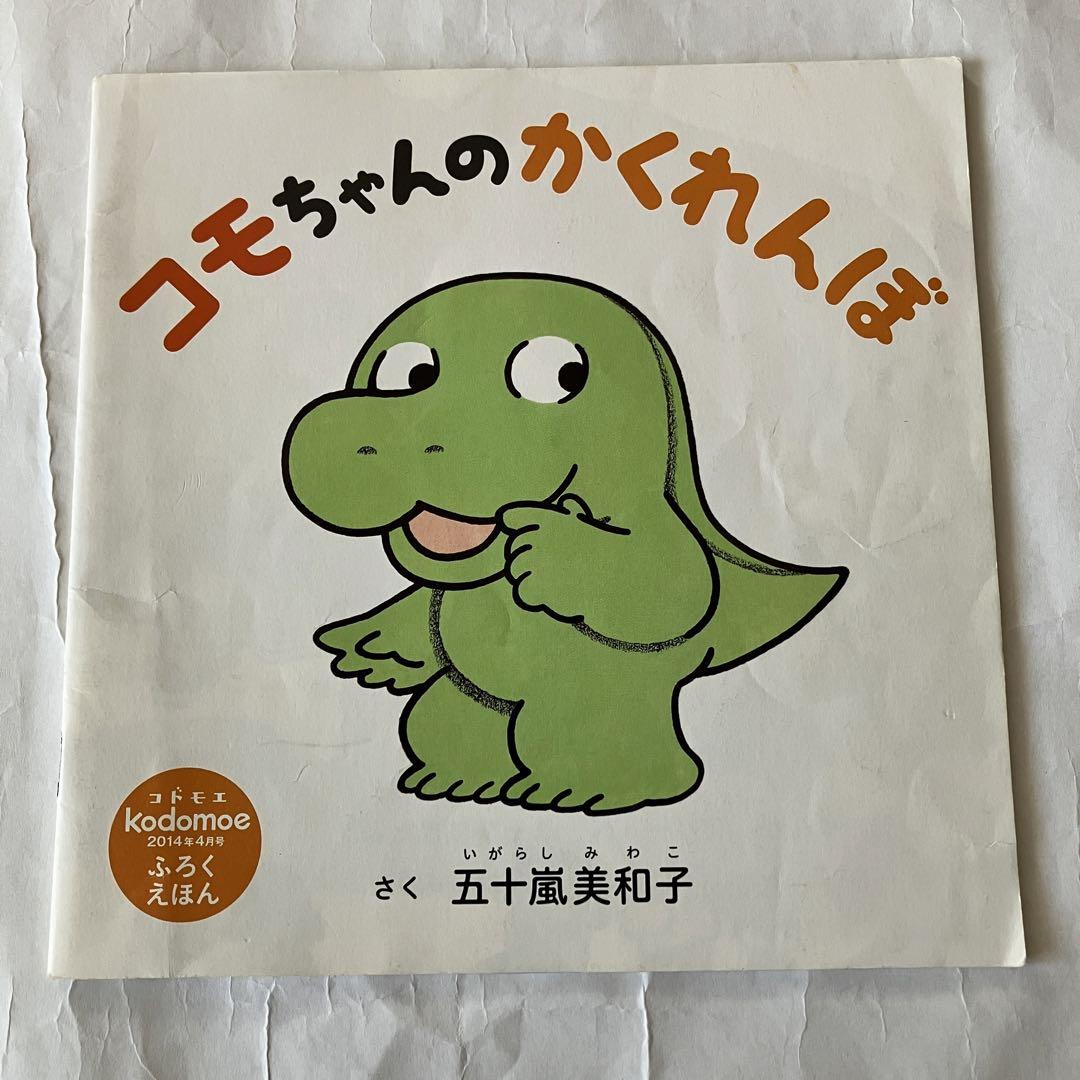 コモちゃんのかくれんぼ
コドモエ
kodomoe
2014年4月号
ふろく
えほん
いがらし みわこ
さく 五十嵐美和子